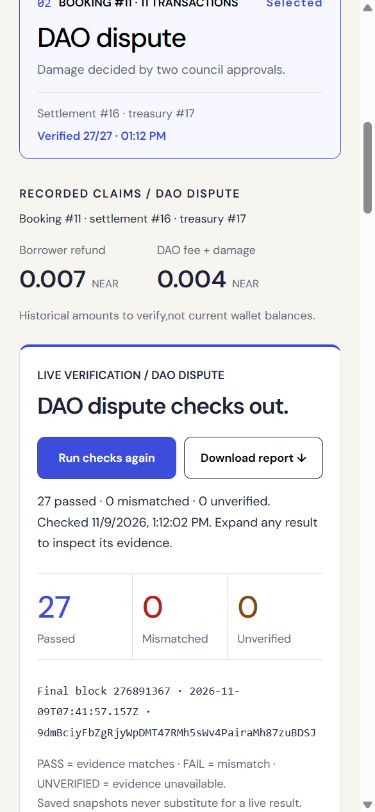 02 BOOKING #11 · 11 TRANSACTIONS Selected
DAO dispute
Damage decided by two council approvals.
Settlement #16 · treasury #17
Verified 27/27 · 01:12 PM
RECORDED CLAIMS / DAO DISPUTE
Booking #11 · settlement #16 · treasury #17
Borrower refund DAO fee + damage
0.007 NEAR 0.004 NEAR
Historical amounts to verify,not current wallet balances.
LIVE VERIFICATION / DAO DISPUTE
DAO dispute checks out.
Run checks again Download report ↓
27 passed · 0 mismatched · 0 unverified.
Checked 11/9/2026, 1:12:02 PM. Expand any result
to inspect its evidence.
27 0 0
Passed Mismatched Unverified
Final block 276891367 · 2026-11-
09T07:41:57.157Z ·
9dmBciyFbZgRjyWpDMT47RMh5sWv4PairaMh87zuBDSJ
PASS = evidence matches · FAIL = mismatch ·
UNVERIFIED = evidence unavailable.
Saved snapshots never substitute for a live result.